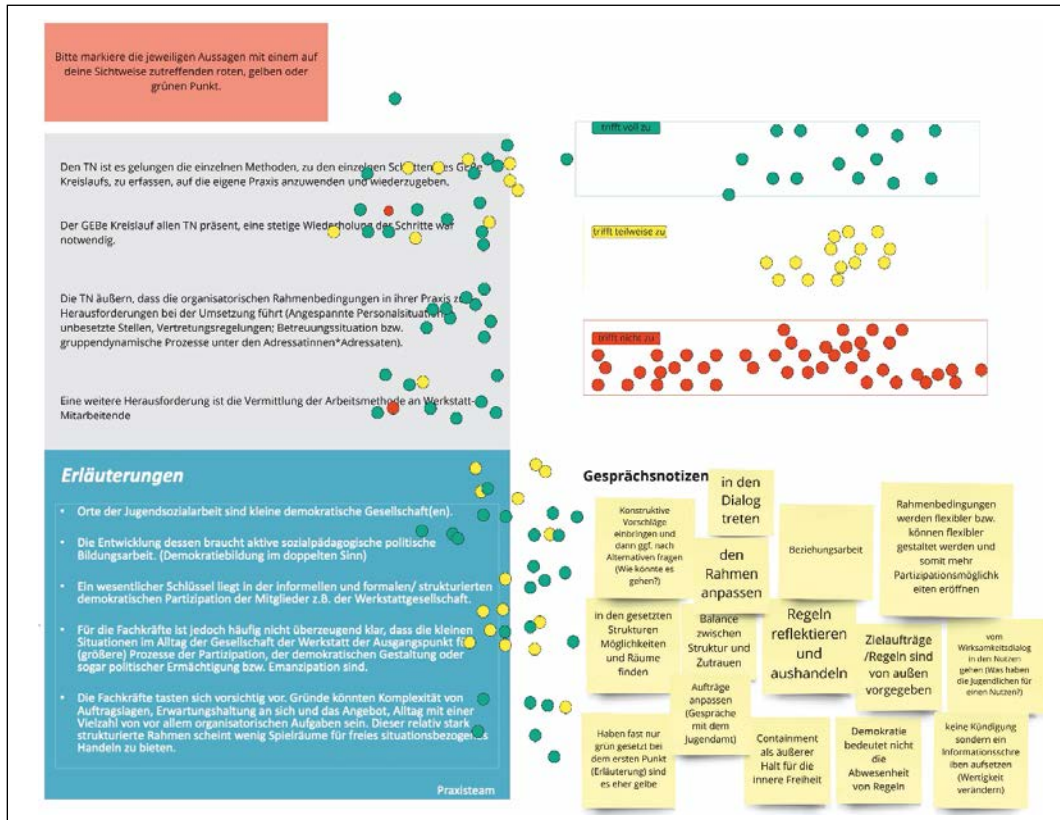 Bitte markiere die jeweiligen Aussagen mit einem auf
deine Sichtweise zutreffenden roten, gelben oder
grünen Punkt.
trifft voll zu
Den TN ist es gelungen die einzelnen Methoden, zu den einzelgen des GEBe
Kreislaufs, zu erfassen, auf die eigene Praxis anzuwenden und wiederzugeben.
Der GEBe Kreislauf allen TN präsent, eine stetige Wiederholung der Schritte war
notwendig.
trifft teilweise zu
Die TN äußern, dass die organisatorischen Rahmenbedingungen in ihrer Praxis
Herausforderungen bei der Umsetzung führt (Angespannte Personalsituation
unbesetzte Stellen, Vertretungsregelungen; Betreuungssituation bzw.
gruppendynamische Prozesse unter den Adressatinnen*Adressaten).
trifft nicht zu
Eine weitere Herausforderung ist die Vermittlung der Arbeitsmethode an Werkstatt-
Mitarbeitende
Erläuterungen
• Orte der Jugendsozialarbeit sind kleine demokratische Gesellschaft(en).
• Die Entwicklung dessen braucht aktive sozialpädagogische politische
Bildungsarbeit. (Demokratiebildung im doppelten Sinn)
• Ein wesentlicher Schlüssel liegt in der informellen und formalen/ strukturierten
demokratischen Partizipation der Mitglieder z.B. der Werkstattgesellschaft.
• Für die Fachkräfte ist jedoch häufig nicht überzeugend klar, dass die kleinen
Situationen im Alltag der Gesellschaft der Werkstatt der Ausgangspunkt
(größere) Prozesse der Partizipation, der demokratischen Gestaltung oder
sogar politischer Ermächtigung bzw. Emanzipation sind.
• Die Fachkräfte tasten sich vorsichtig vor. Gründe könnten Komplexität von
Auftragslagen, Erwartungshaltung an sich und das Angebot, Alltag mit einer
Vielzahl von vor allem organisatorischen Aufgaben sein. Dieser relativ stark
strukturierte Rahmen scheint wenig Spielräume für freies situationsbezogenes
Handeln zu bieten.
Praxisteam
Gesprächsnotizen
Konstruktive
Vorschläge
einbringen und
dann ggf. nach
Alternativen fragen
(Wie könnte es
gehen?)
in den
Dialog
treten
den
Rahmen
anpassen
Beziehungsarbeit
Rahmenbedingungen
werden flexibler bzw.
können flexibler
gestaltet werden und
somit mehr
Partizipationsmöglichk
eiten eröffnen
in den gesetzten
Strukturen
Möglichkeiten
und Räume
finden
Balance
zwischen
Struktur und
Zutrauen
Regeln
reflektieren
und
aushandeln
Zielaufträge
/Regeln sind
von außen
vorgegeben
vom
Wirksamkeitsdialog
in den Nutzen
gehen (Was haben
die Jugendlichen für
einen Nutzen?)
Aufträge
anpassen
(Gespräche
mit dem
Jugendamt)
Haben fast nur
grün gesetzt bei
dem ersten Punkt
(Erläuterung) sind
es eher gelbe
Containment
als äußerer
Halt für die
innere Freiheit
Demokratie
bedeutet nicht
die
Abwesenheit
von Regeln
keine Kündigung
sondern ein
Informationsschre
iben aufsetzen
(Wertigkeit
verändern)